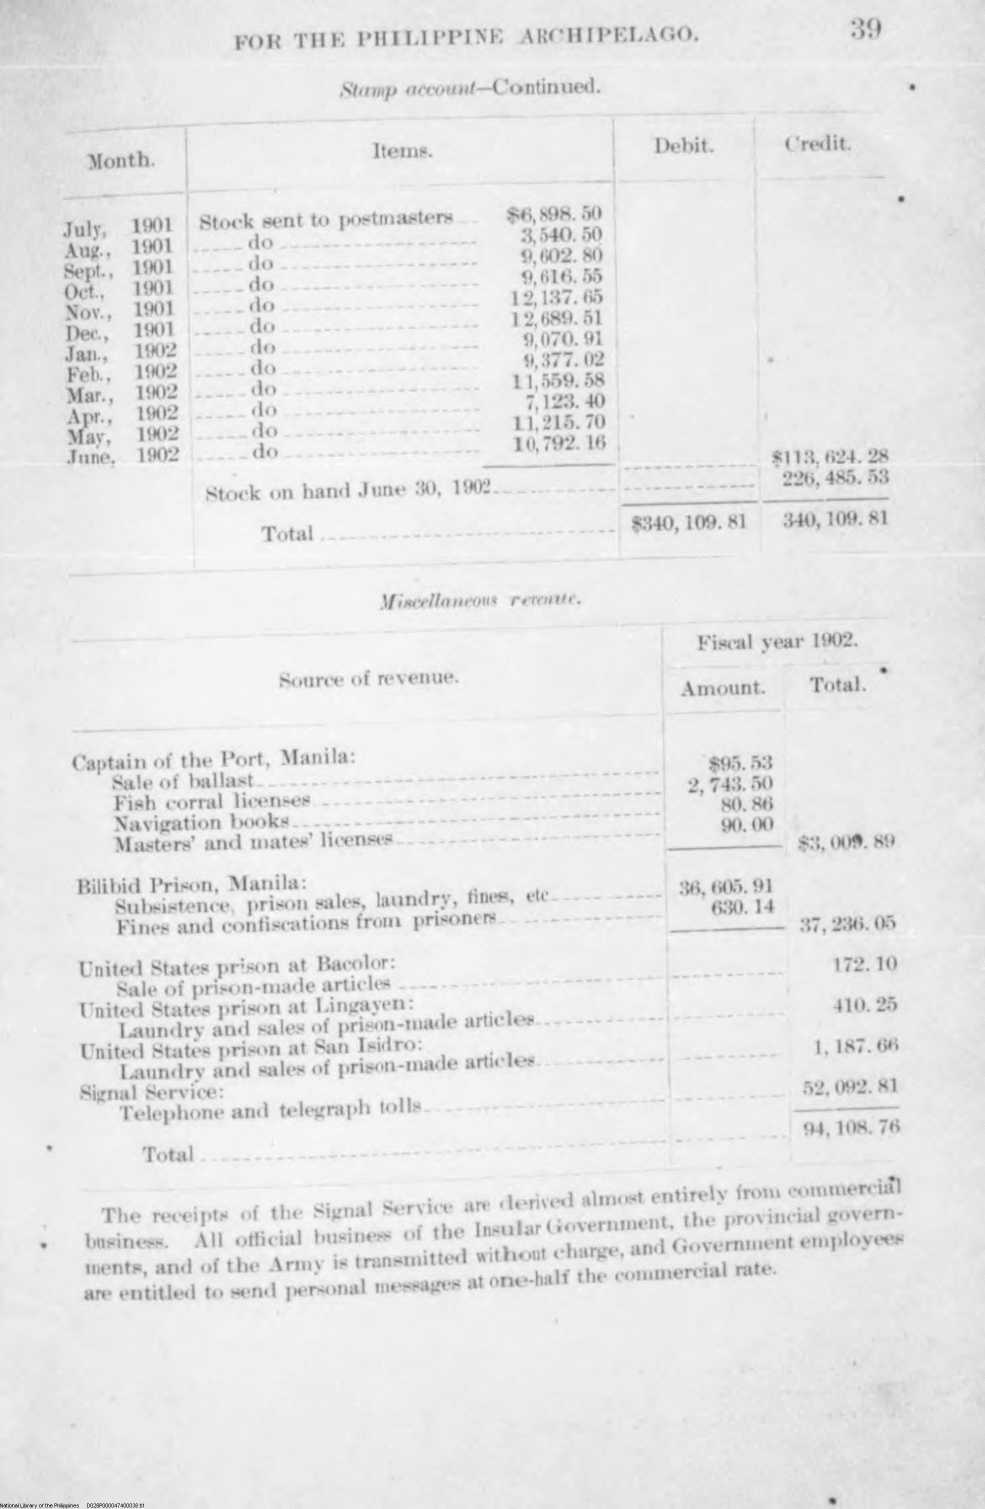 FOR THE PHILIPPINE ARCHIPELAGO. 39
Stamp account—Continued.
Month. Items. Debit. Credit.
July, 1901 Stock sent to postmasters $6,898.50
Aug., 1901 do 3,540.50
Sept., 1901 do 9,602.80
Oct., 1901 do 9,616.55
Nov., 1901 do 12,137.65
Dec., 1901 do 12,689.51
Jan., 1902 do 9,070.91
Feb., 1902 do 9,377.02
Mar., 1902 do 11,559.58
Apr., 1902 do 7,123.40
May, 1902 do 11,215.70
June, 1902 do 10,792.16
$113,624.28
Stock on hand June 30, 1902 226,485.53
Total $340,109.81 340,109.81
Miscellaneous revenue.
Source of revenue. Fiscal year 1902.
Amount. Total.
Captain of the Port, Manila:
Sale of ballast $95.53
Fish corral licenses 2,743.50
Navigation books 80.86
Masters' and mates' licenses 90.00
$3,009.89
Bilibid Prison, Manila:
Subsistence, prison sales, laundry, fines, etc 36,605.91
Fines and confiscations from prisoners 630.14
37,236.05
United States prison at Bacolor:
Sale of prison-made articles 172.10
United States prison at Lingayen:
Laundry and sales of prison-made articles 410.25
United States prison at San Isidro:
Laundry and sales of prison-made articles 1,187.66
Signal Service:
Telephone and telegraph tolls 52,092.81
Total 94,108.76
The receipts of the Signal Service are derived almost entirely from commercial
business. All official business of the Insular Government, the provincial govern-
ments, and of the Army is transmitted without charge, and Government employees
are entitled to send personal messages at one-half the commercial rate.
National Library of the Philippines